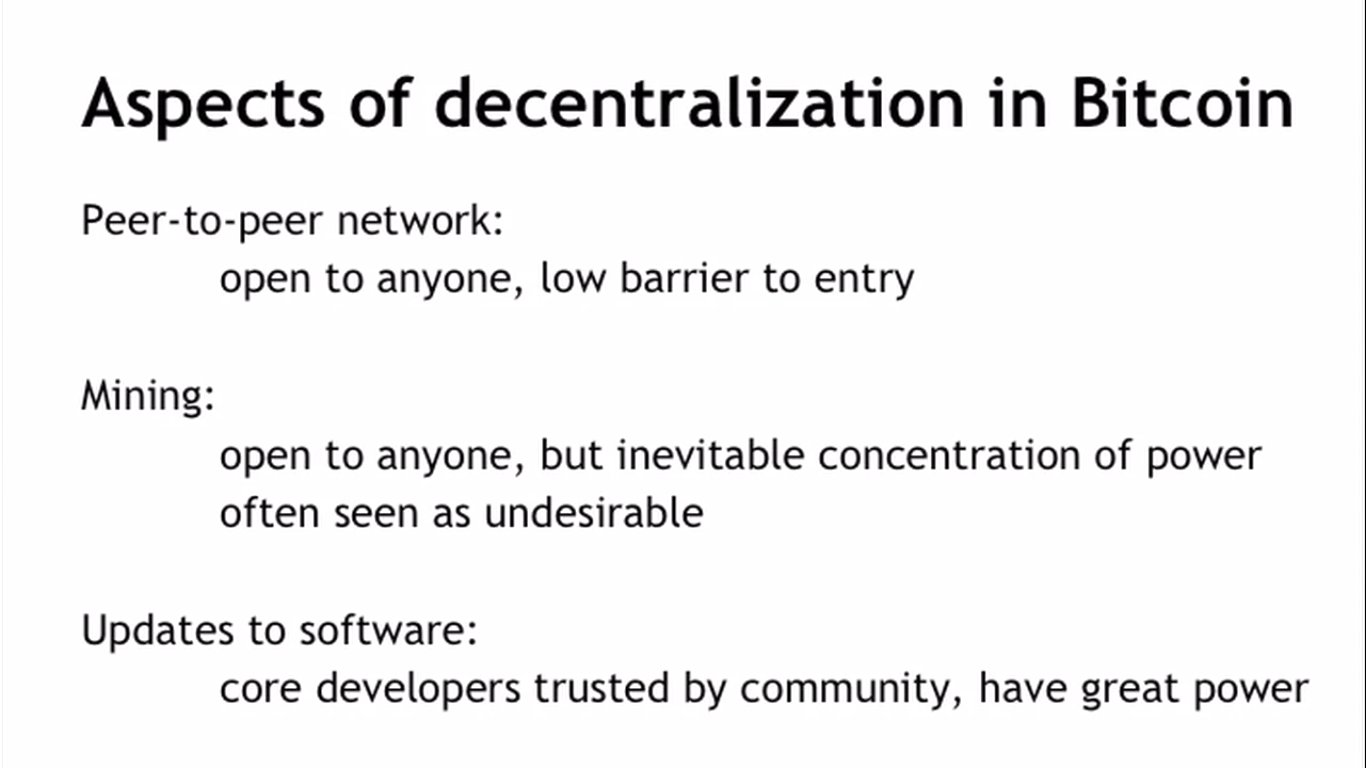 Aspects of decentralization in Bitcoin
Peer-to-peer network:
open to anyone, low barrier to entry
Mining:
open to anyone, but inevitable concentration of power
often seen as undesirable
Updates to software:
core developers trusted by community, have great power